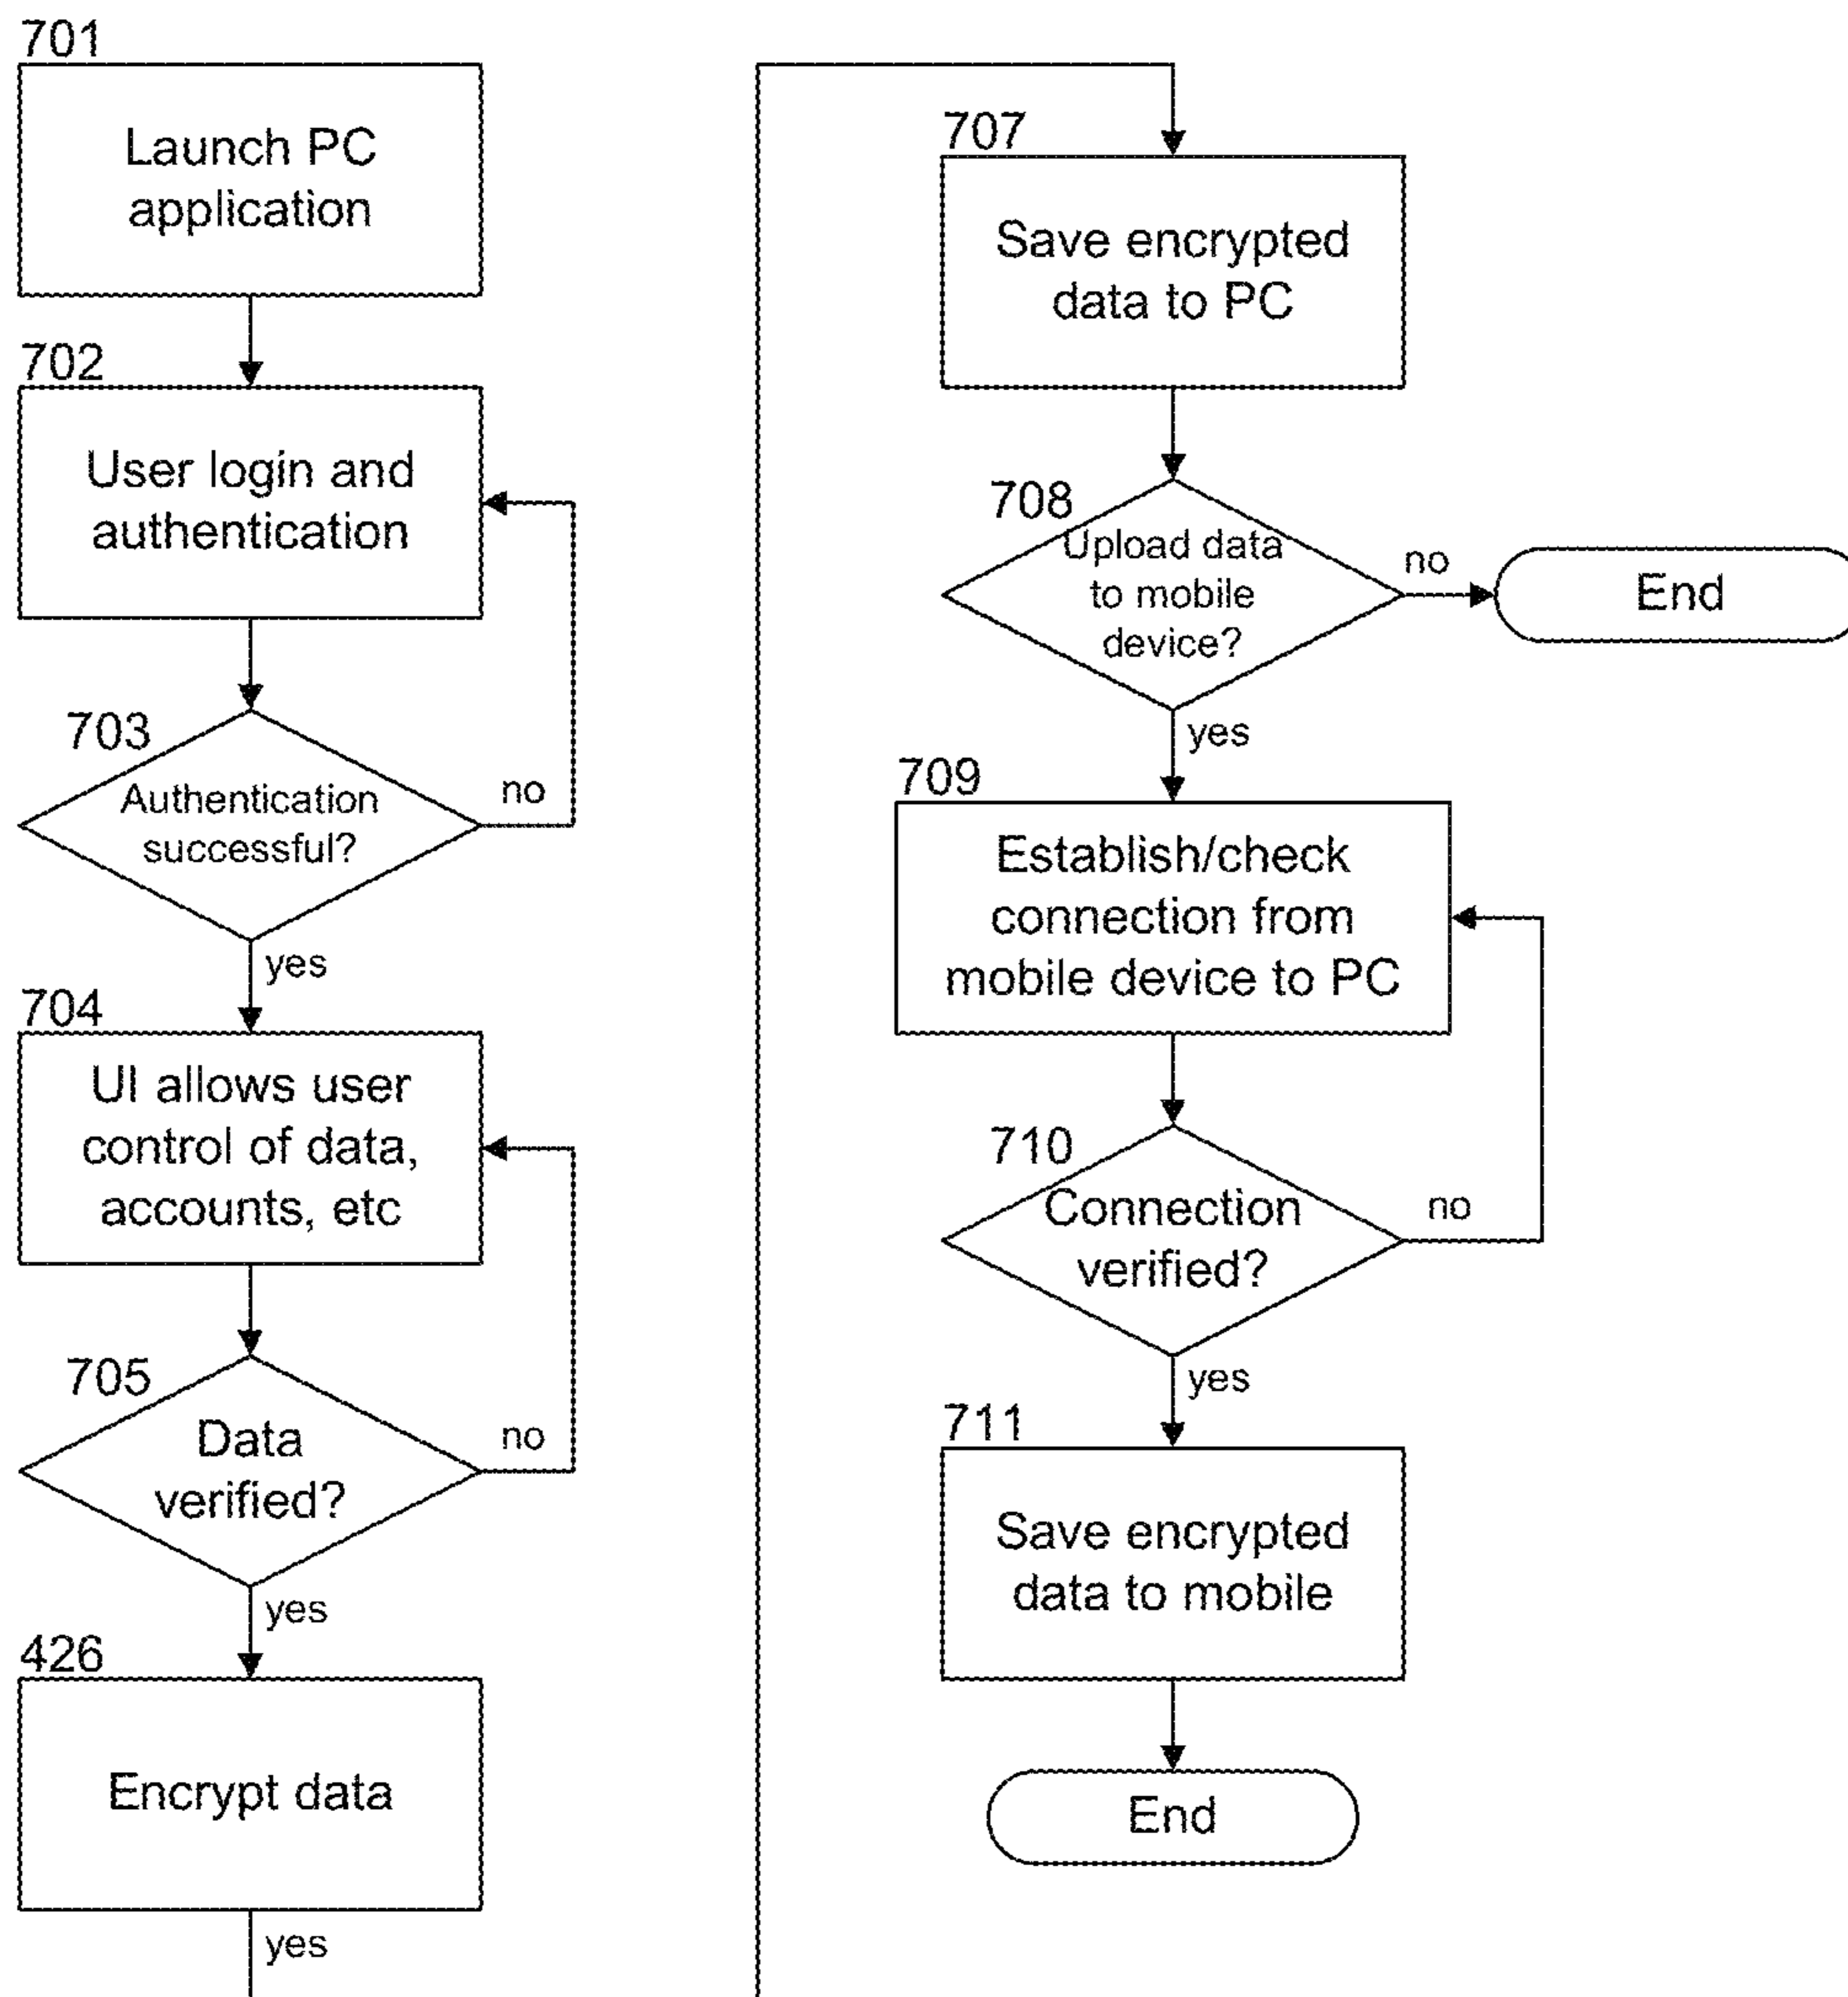 701
Launch PC
application
702
User login and
authentication
703
Authentication
successful?
no
yes
704
UI allows user
control of data,
accounts, etc
705
Data
verified?
no
yes
426
Encrypt data
yes
707
Save encrypted
data to PC
708
Upload data
to mobile
device?
no
End
yes
709
Establish/check
connection from
mobile device to PC
710
Connection
verified?
no
yes
711
Save encrypted
data to mobile
End